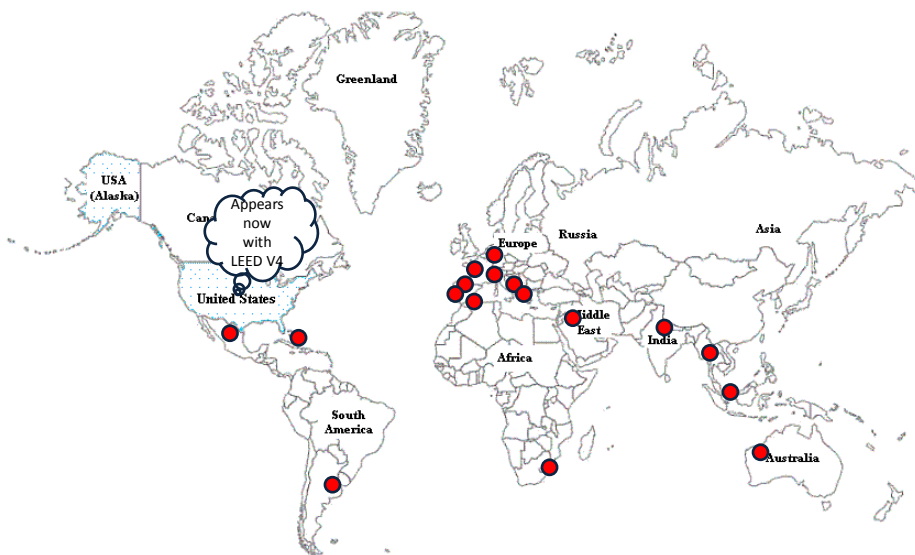 Greenland
USA
(Alaska)
Can
Appears
now
with
LEED V4
United States
Europe
Russia
Asia
Middle
East
India
Africa
South
America
Australia